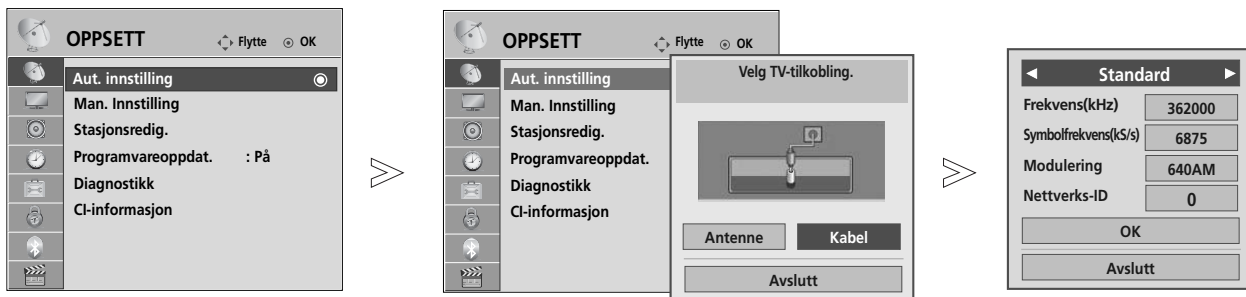 OPPSETT Flytte OK
Aut. innstilling
Man. Innstilling
Stasjonsredig.
Programvareoppdat. : På
Diagnostikk
CI-informasjon
OPPSETT Flytte OK
Aut. innstilling
Man. Innstilling
Stasjonsredig.
Programvareoppdat.
Diagnostikk
CI-informasjon
Velg TV-tilkobling.
Antenne Kabel
Avslutt
Standard
Frekvens(kHz) 362000
Symbolfrekvens(kS/s) 6875
Modulering 640AM
Nettverks-ID 0
OK
Avslutt